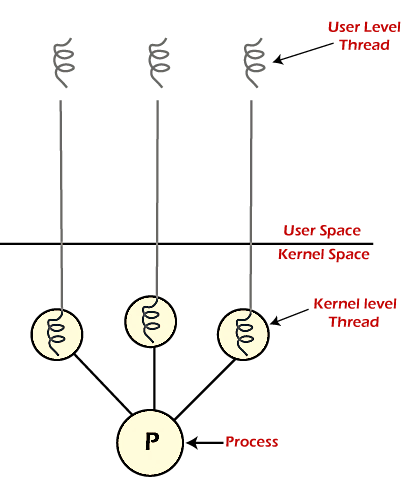 User Level
Thread
User Space
Kernel Space
Kernel level
Thread
P
Process